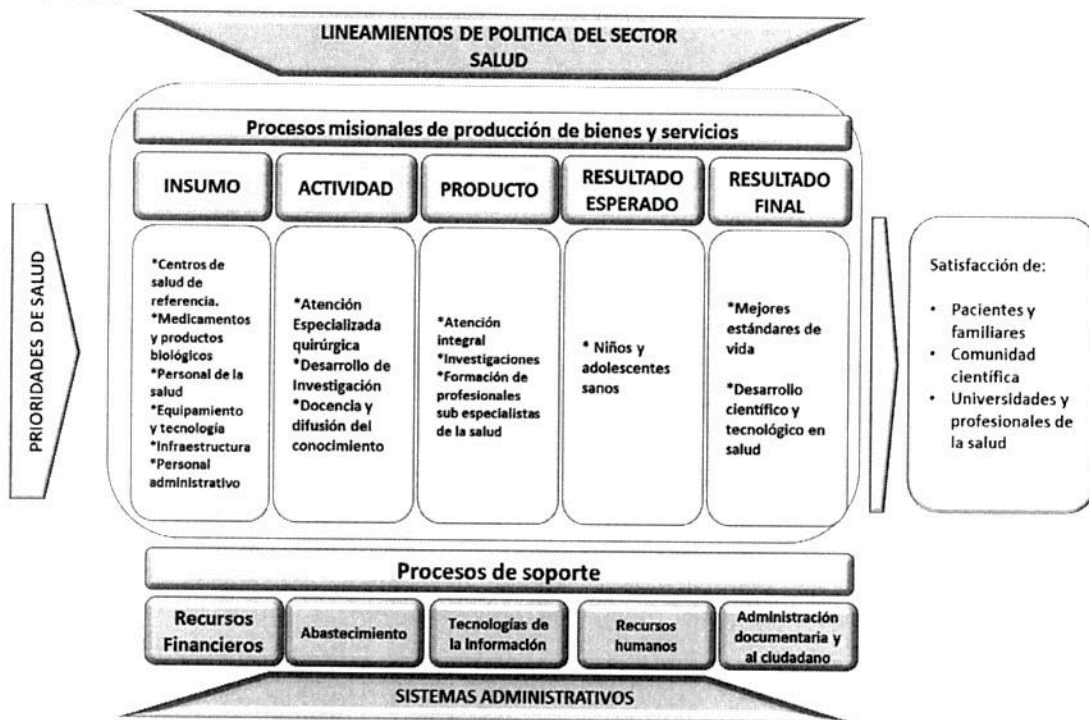 LINEAMIENTOS DE POLITICA DEL SECTOR
SALUD
PRIORIDADES DE SALUD
Procesos misionales de producción de bienes y servicios
INSUMO
*Centros de
salud de
referencia.
*Medicamentos
y productos
biológicos
*Personal de la
salud
*Equipamiento
y tecnología
*Infraestructura
*Personal
administrativo
ACTIVIDAD
*Atención
Especializada
quirúrgica
*Desarrollo de
Investigación
*Docencia y
difusión del
conocimiento
PRODUCTO
*Atención
integral
*Investigaciones
*Formación de
profesionales
sub especialistas
de la salud
RESULTADO
ESPERADO
* Niños y
adolescentes
sanos
RESULTADO
FINAL
*Mejores
estándares de
vida
*Desarrollo
científico y
tecnológico en
salud
Satisfacción de:
• Pacientes y
familiares
• Comunidad
científica
• Universidades y
profesionales de
la salud
Procesos de soporte
Recursos
Financieros
Abastecimiento
Tecnologías de
la Información
Recursos
humanos
Administración
documentaria y
al ciudadano
SISTEMAS ADMINISTRATIVOS